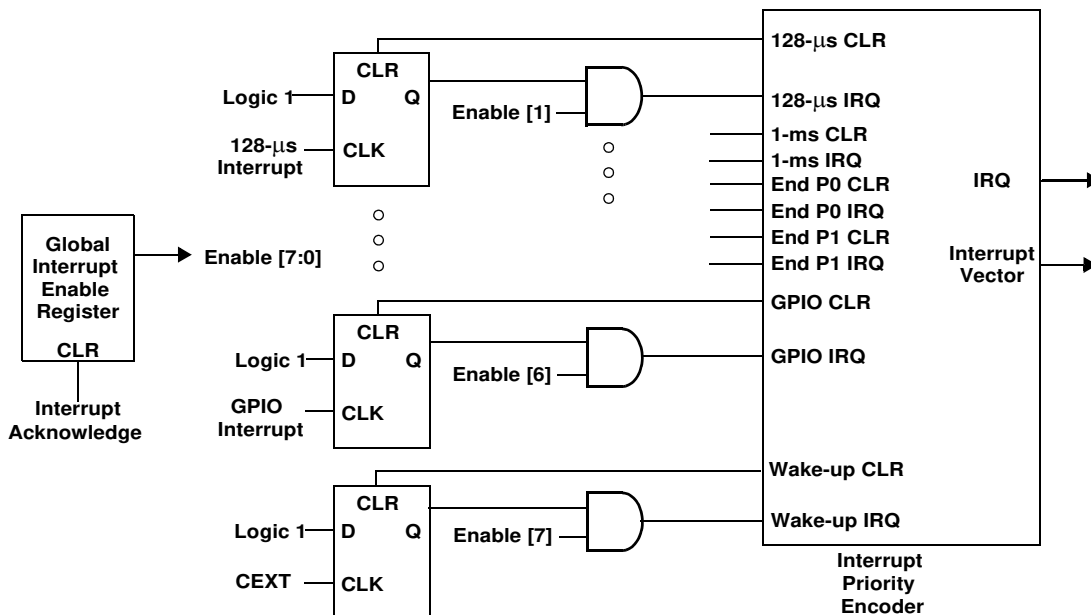 CLR
Logic 1
D
Q
128-μs
Interrupt
CLK
Enable [1]
128-μs CLR
128-μs IRQ
1-ms CLR
1-ms IRQ
End P0 CLR
End P0 IRQ
End P1 CLR
End P1 IRQ
GPIO CLR
GPIO IRQ
Wake-up CLR
Wake-up IRQ
IRQ
Interrupt
Vector
Interrupt
Priority
Encoder
Global
Interrupt
Enable
Register
CLR
Interrupt
Acknowledge
Enable [7:0]
CLR
Logic 1
D
Q
GPIO
Interrupt
CLK
Enable [6]
CLR
Logic 1
D
Q
CEXT
CLK
Enable [7]